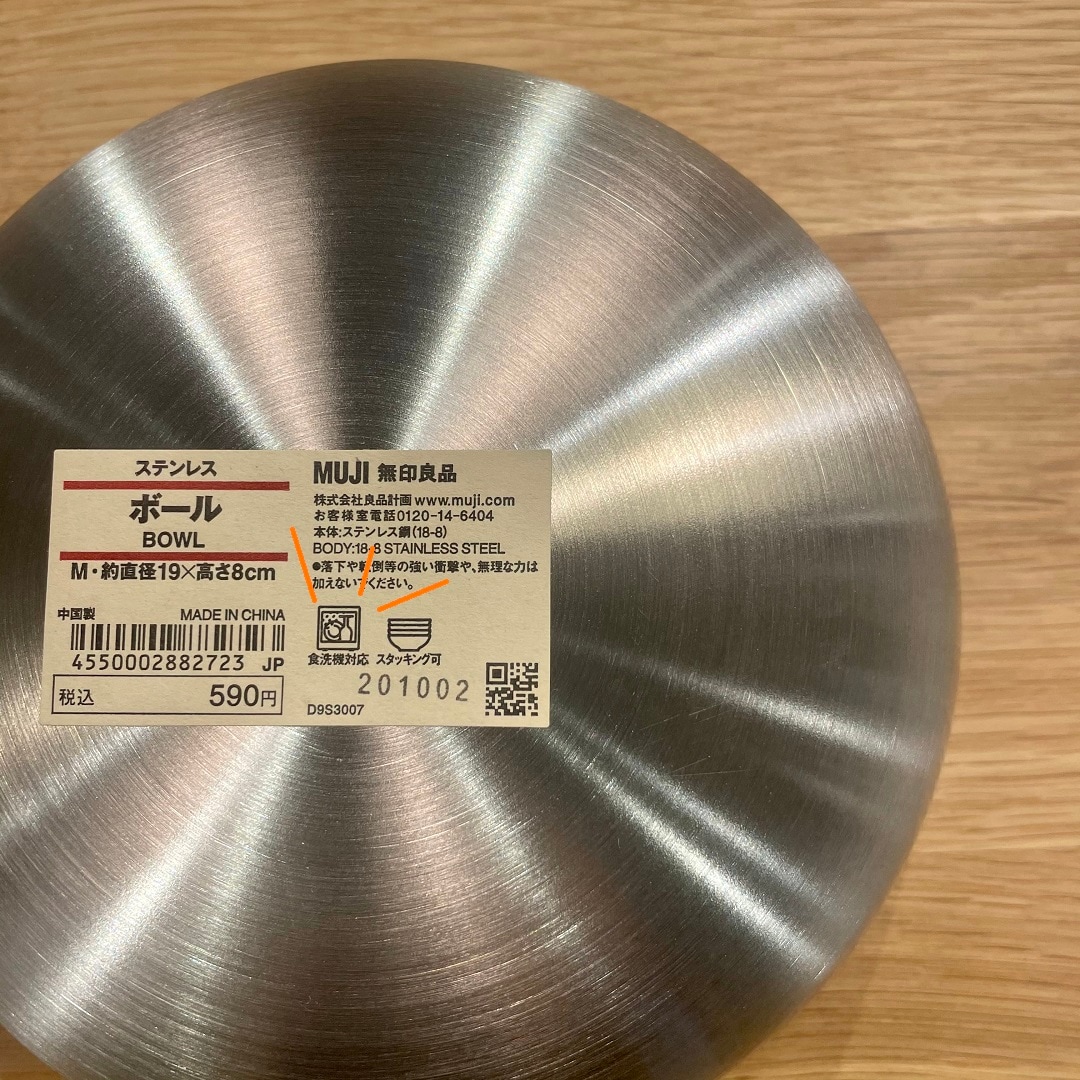 ステンレス
ボール
BOWL
M・約直径19×高さ8cm
中国製 MADE IN CHINA
4550002882723 JP
税込 590円
MUJI 無印良品
株式会社良品計画 www.muji.com
お客様室電話0120-14-6404
本体:ステンレス鋼(18-8)
BODY:18-8 STAINLESS STEEL
●落下や転倒等の強い衝撃や、無理な力は
加えないでください。
食洗機対応 スタッキング可
201002
D9S3007